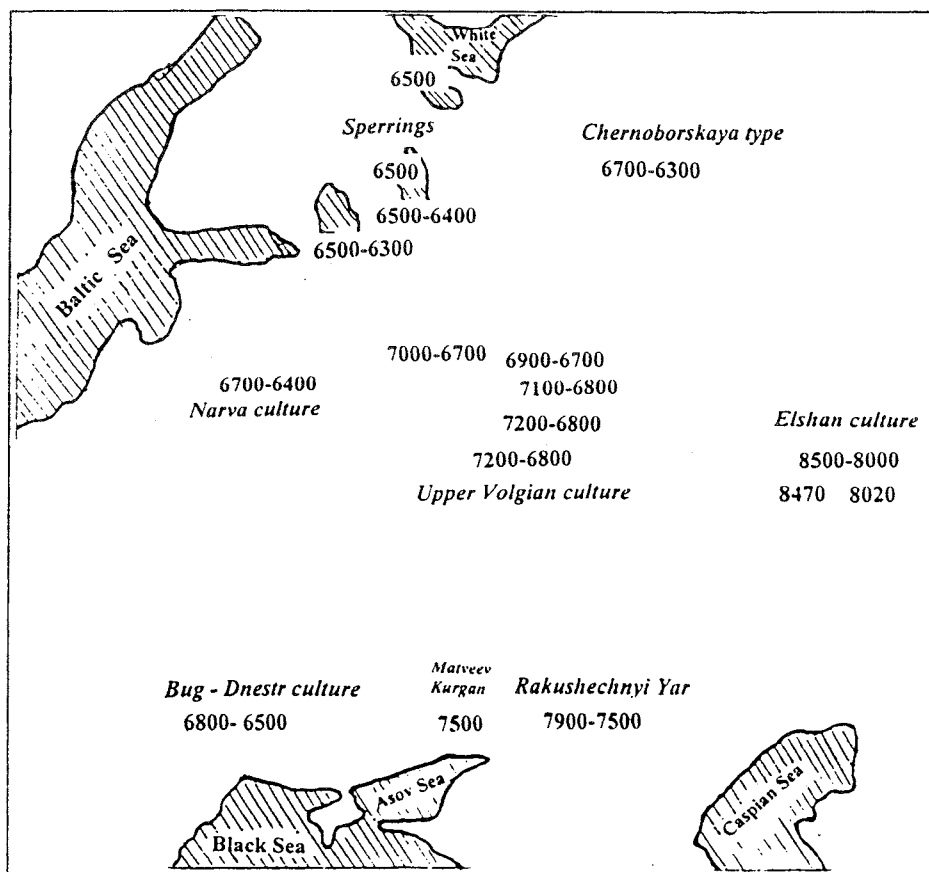 White
Sea
6500
Sperrings
Chernoborskaya type
6500
6700-6300
6500-6400
6500-6300
Baltic Sea
7000-6700
6900-6700
6700-6400
7100-6800
Narva culture
7200-6800
Elshan culture
7200-6800
8500-8000
Upper Volgian culture
8470 8020
Matveev
Kurgan
Bug - Dnestr culture
Rakushechnyi Yar
6800- 6500
7500
7900-7500
Asov Sea
Caspian Sea
Black Sea